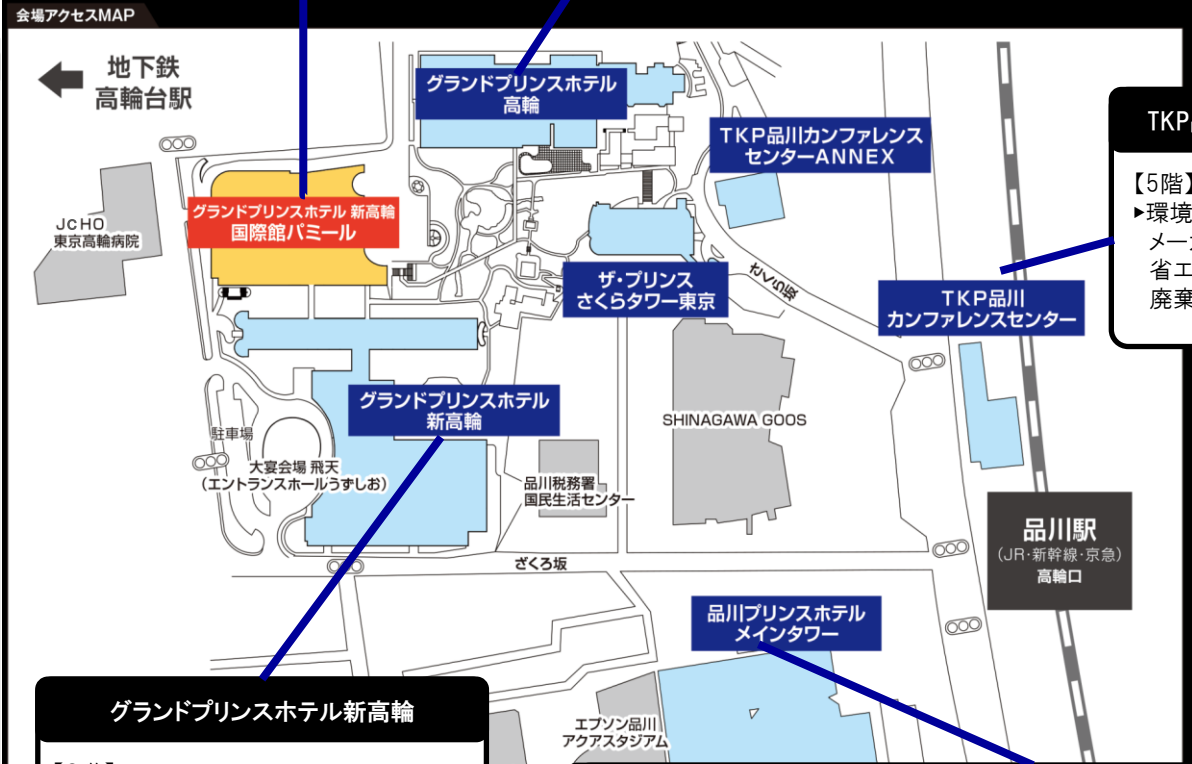 会場アクセスMAP
地下鉄
高輪台駅
グランドプリンスホテル
高輪
TKP品川カンファレンス
センターANNEX
TKP
【5階】
▶環境
メー
省エ
廃棄
JCHO
東京高輪病院
グランドプリンスホテル 新高輪
国際館パミール
ザ・プリンス
さくらタワー東京
さくら坂
TKP品川
カンファレンスセンター
グランドプリンスホテル
新高輪
SHINAGAWA GOOS
駐車場
大宴会場 飛天
(エントランスホールうずしお)
品川税務署
国民生活センター
品川駅
(JR・新幹線・京急)
高輪口
ざくろ坂
品川プリンスホテル
メインタワー
グランドプリンスホテル新高輪
エプソン品川
アクアスタジアム